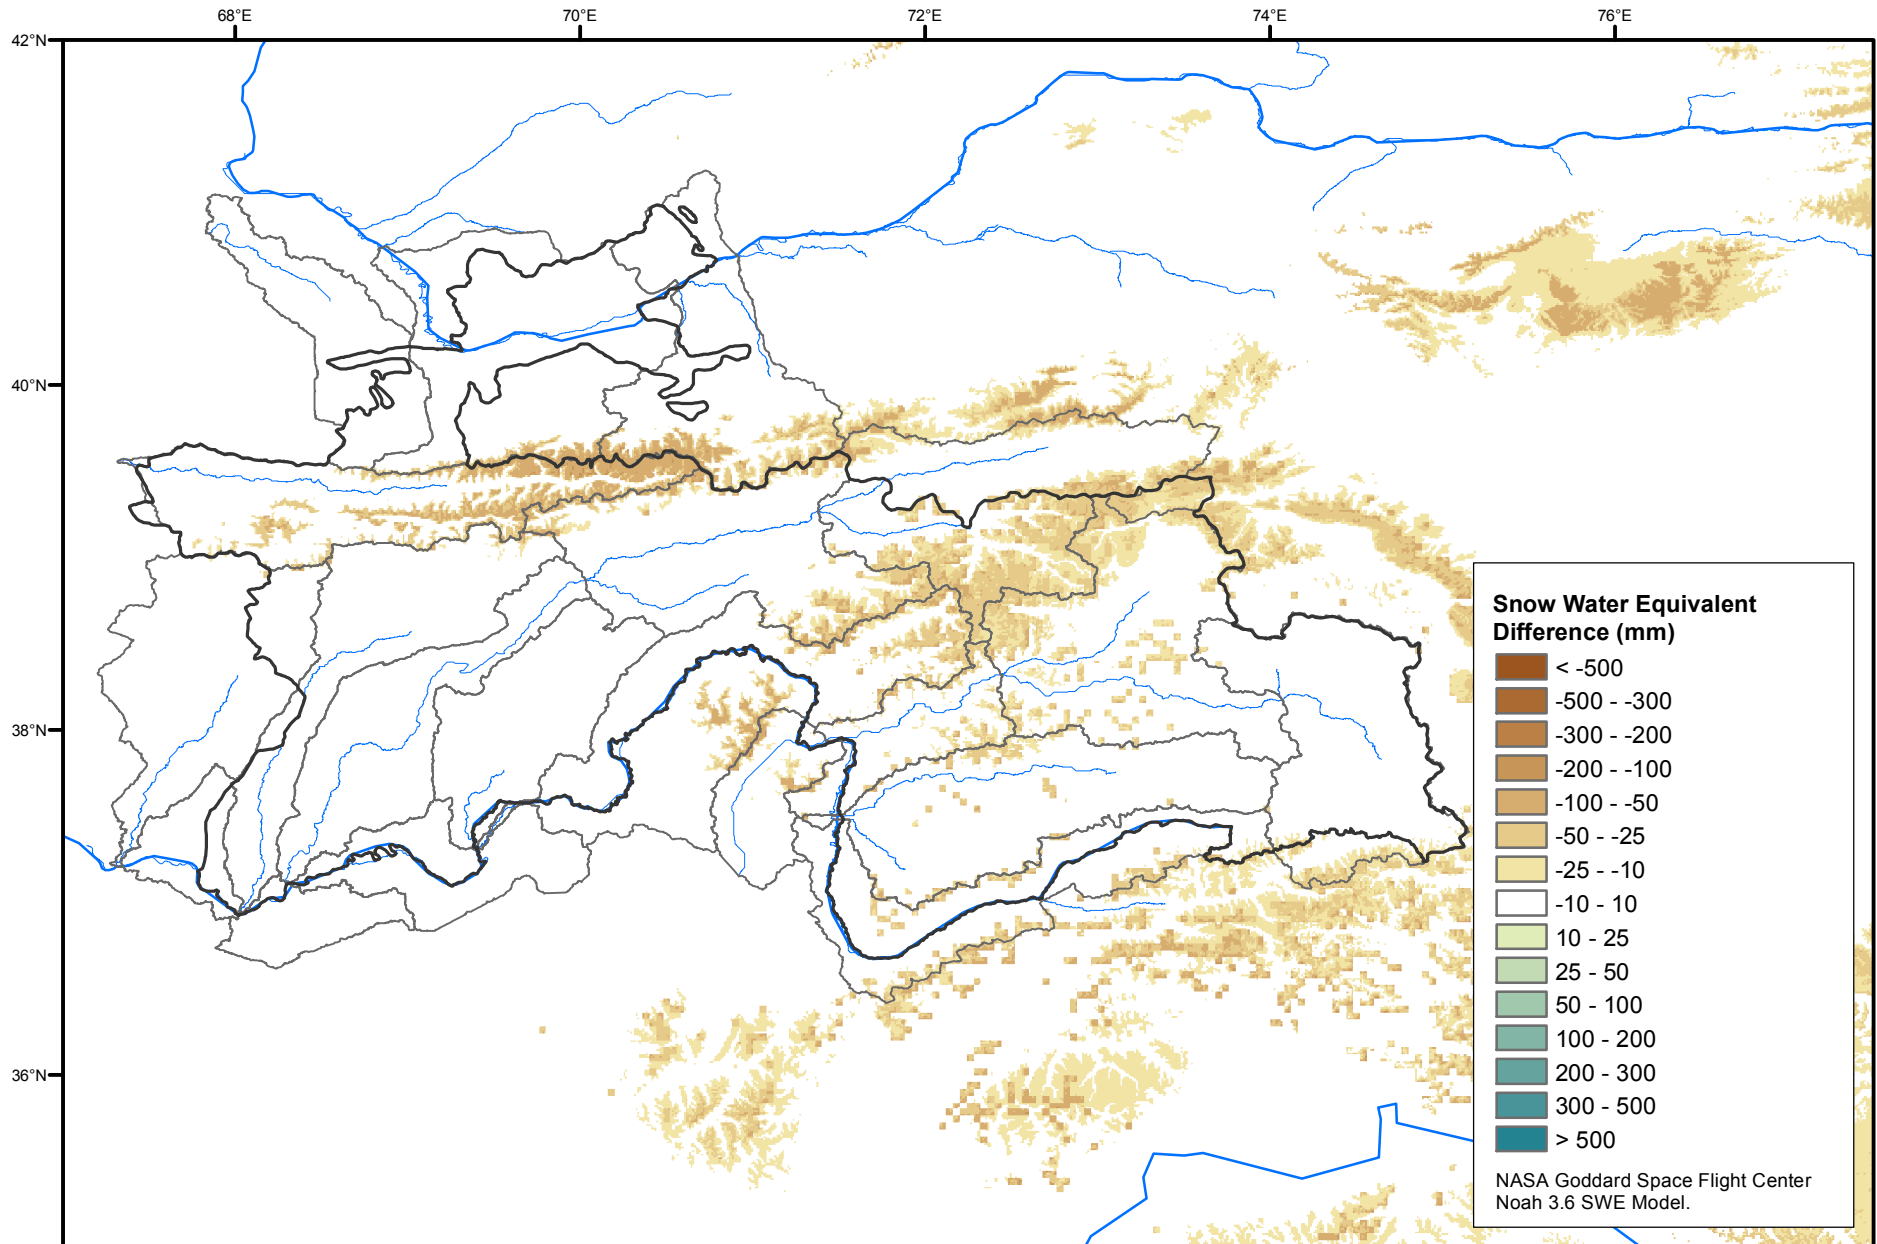 68°E
70°E
72°E
74°E
76°E
42°N
40°N
38°N
36°N
Snow Water Equivalent
Difference (mm)
< -500
-500 - -300
-300 - -200
-200 - -100
-100 - -50
-50 - -25
-25 - -10
-10 - 10
10 - 25
25 - 50
50 - 100
100 - 200
200 - 300
300 - 500
> 500
NASA Goddard Space Flight Center
Noah 3.6 SWE Model.